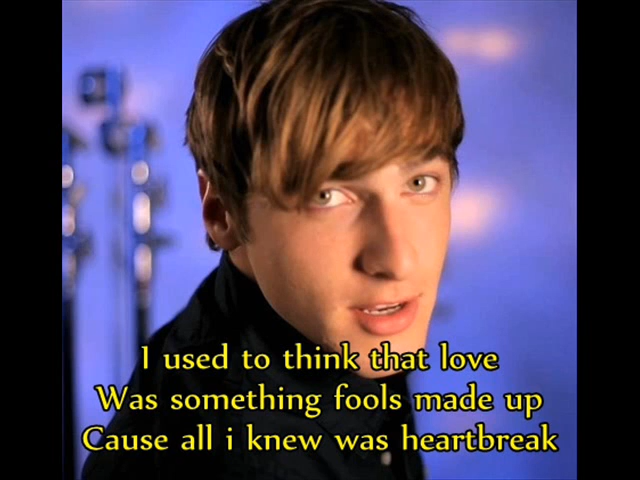 I used to think that love
Was something fools made up
Cause all i knew was heartbreak